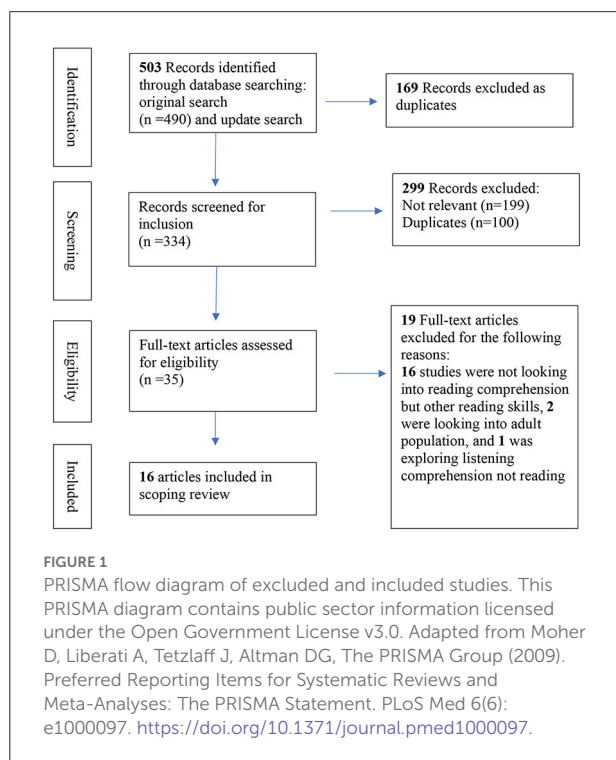 Identification
503 Records identified
through database searching:
original search
(n =490) and update search
169 Records excluded as
duplicates
Screening
Records screened for
inclusion
(n =334)
299 Records excluded:
Not relevant (n=199)
Duplicates (n=100)
Eligibility
Full-text articles assessed
for eligibility
(n =35)
19 Full-text articles
excluded for the following
reasons:
16 studies were not looking
into reading comprehension
but other reading skills, 2
were looking into adult
population, and 1 was
exploring listening
comprehension not reading
Included
16 articles included in
scoping review
FIGURE 1
PRISMA flow diagram of excluded and included studies. This
PRISMA diagram contains public sector information licensed
under the Open Government License v3.0. Adapted from Moher
D, Liberati A, Tetzlaff J, Altman DG, The PRISMA Group (2009).
Preferred Reporting Items for Systematic Reviews and
Meta-Analyses: The PRISMA Statement. PLoS Med 6(6):
e1000097. https://doi.org/10.1371/journal.pmed1000097.